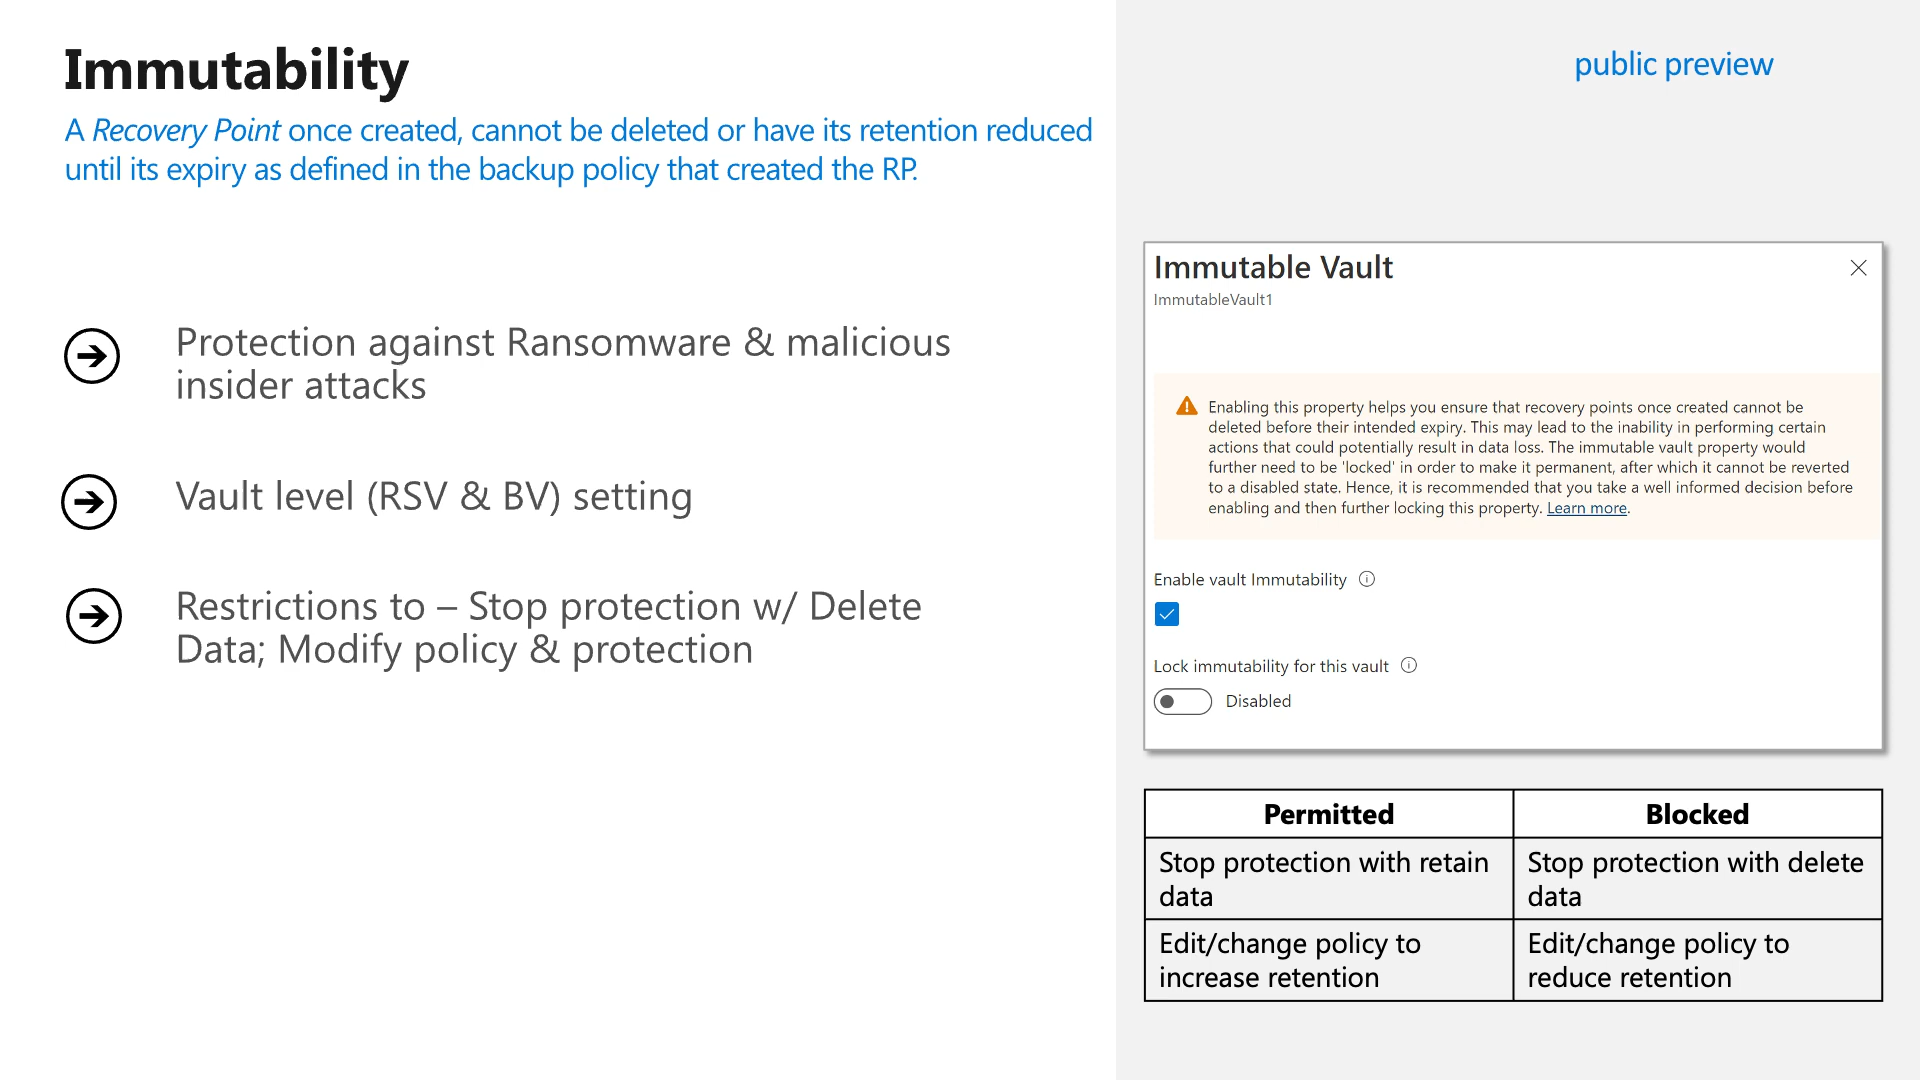 Immutability
A Recovery Point once created, cannot be deleted or have its retention reduced
until its expiry as defined in the backup policy that created the RP.
Protection against Ransomware & malicious
insider attacks
Vault level (RSV & BV) setting
Restrictions to – Stop protection w/ Delete
Data; Modify policy & protection
public preview
Immutable Vault
ImmutableVault1
Enabling this property helps you ensure that recovery points once created cannot be
deleted before their intended expiry. This may lead to the inability in performing certain
actions that could potentially result in data loss. The immutable vault property would
further need to be 'locked' in order to make it permanent, after which it cannot be reverted
to a disabled state. Hence, it is recommended that you take a well informed decision before
enabling and then further locking this property. Learn more.
Enable vault Immutability
Lock immutability for this vault
Disabled
Permitted Blocked
Stop protection with retain
data
Stop protection with delete
data
Edit/change policy to
increase retention
Edit/change policy to
reduce retention